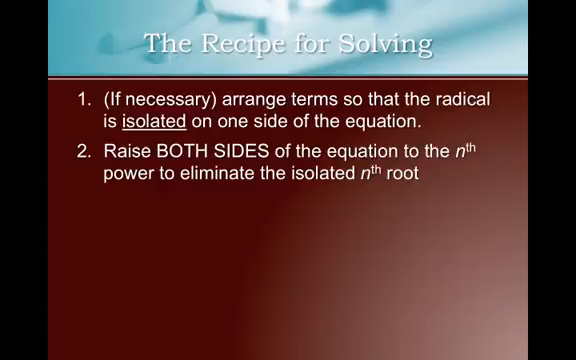 The Recipe for Solving
1. (If necessary) arrange terms so that the radical
is isolated on one side of the equation.
2. Raise BOTH SIDES of the equation to the nth
power to eliminate the isolated nth root